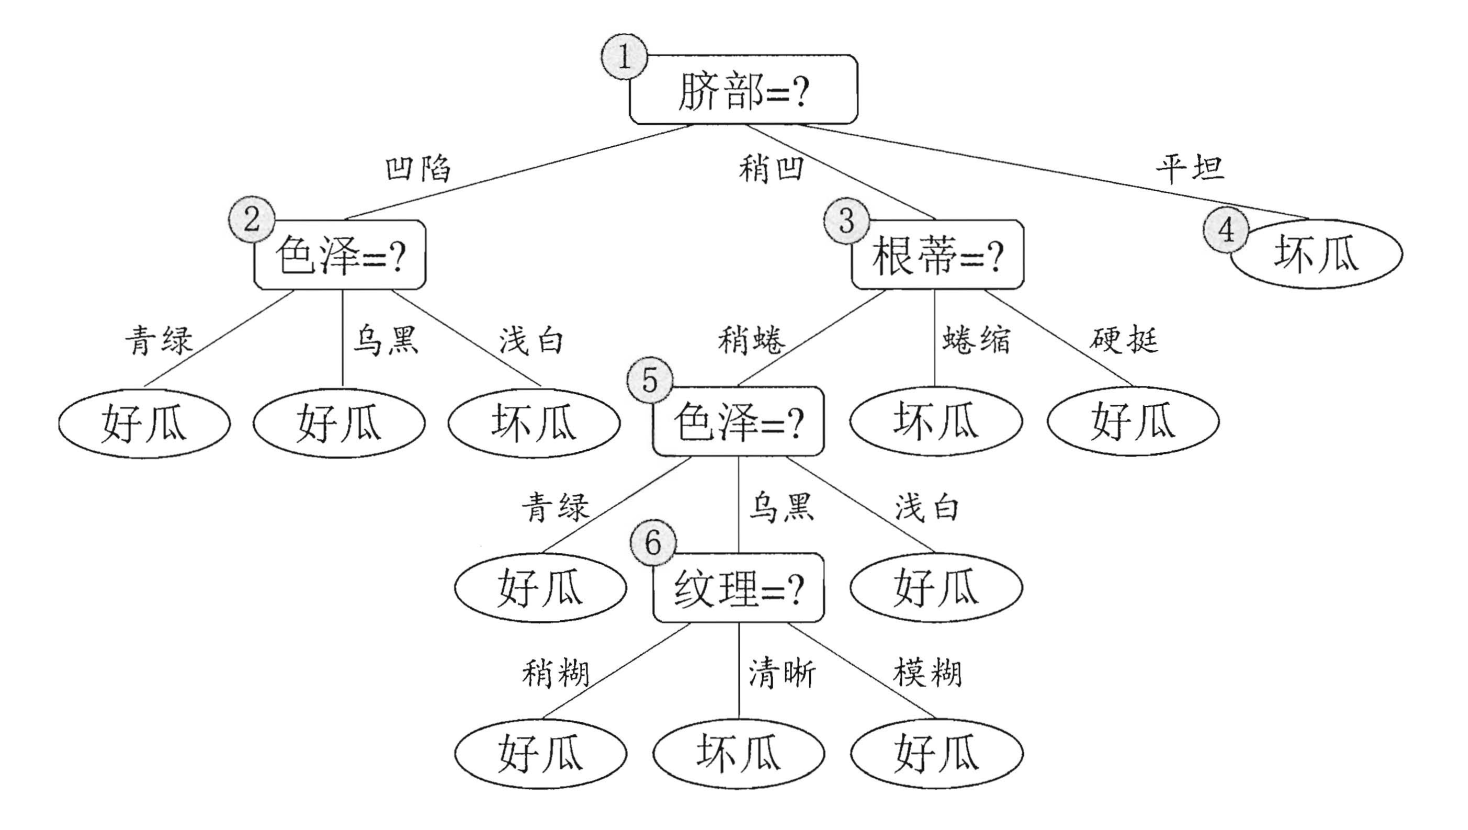 ①
脐部=?
凹陷 稍凹 平坦
② ③ ④
色泽=? 根蒂=? 坏瓜
青绿 乌黑 浅白 稍蜷 蜷缩 硬挺
⑤
好瓜 好瓜 坏瓜 色泽=? 坏瓜 好瓜
青绿 乌黑 浅白
⑥
好瓜 纹理=? 好瓜
稍糊 清晰 模糊
好瓜 坏瓜 好瓜